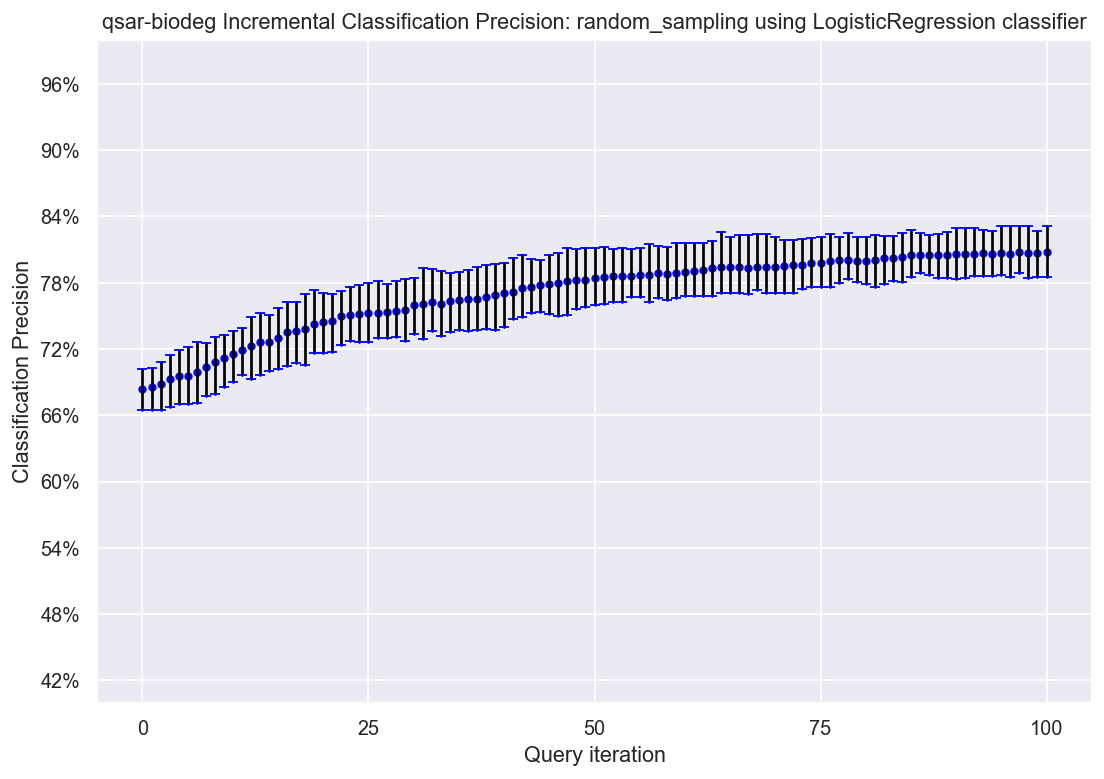 qsar-biodeg Incremental Classification Precision: random_sampling using LogisticRegression classifier
96%
90%
84%
78%
72%
66%
60%
54%
48%
42%
Classification Precision
0 25 50 75 100
Query iteration